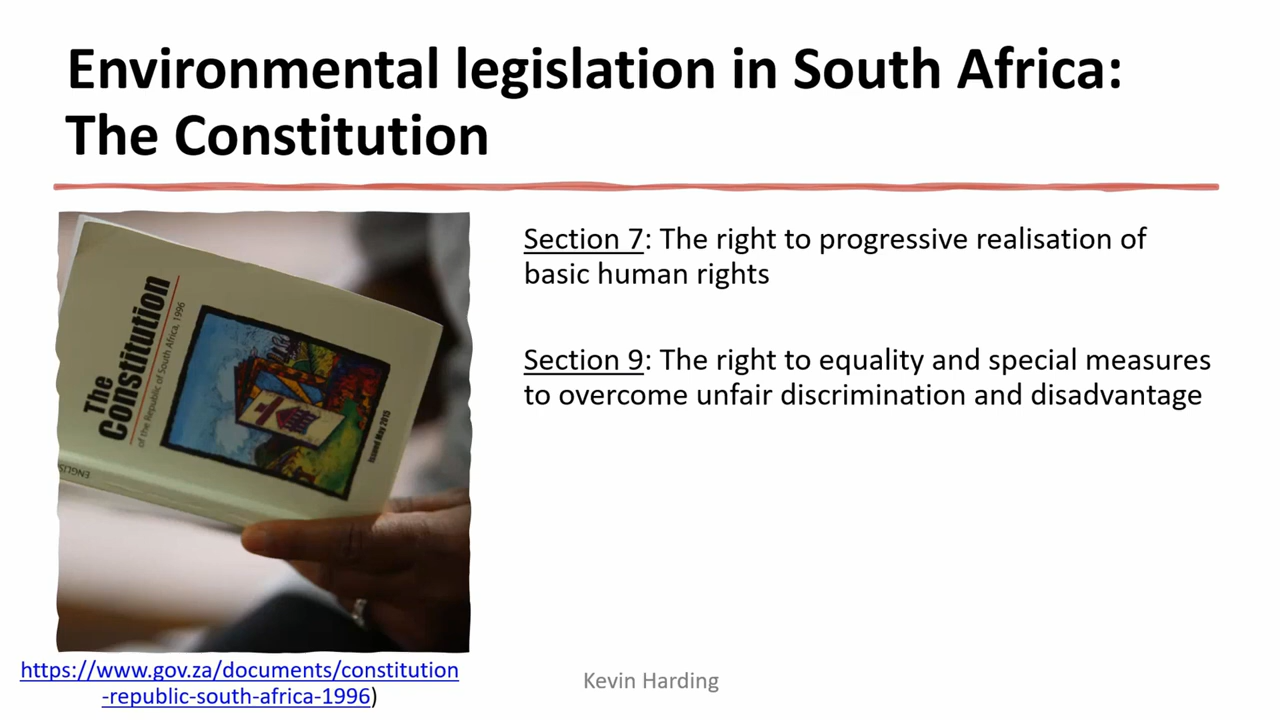 Environmental legislation in South Africa:
The Constitution
The
Constitution
of the Republic of South Africa, 1996
Issued May 2015
ENGLISH
Section 7: The right to progressive realisation of
basic human rights
Section 9: The right to equality and special measures
to overcome unfair discrimination and disadvantage
https://www.gov.za/documents/constitution
-republic-south-africa-1996)
Kevin Harding